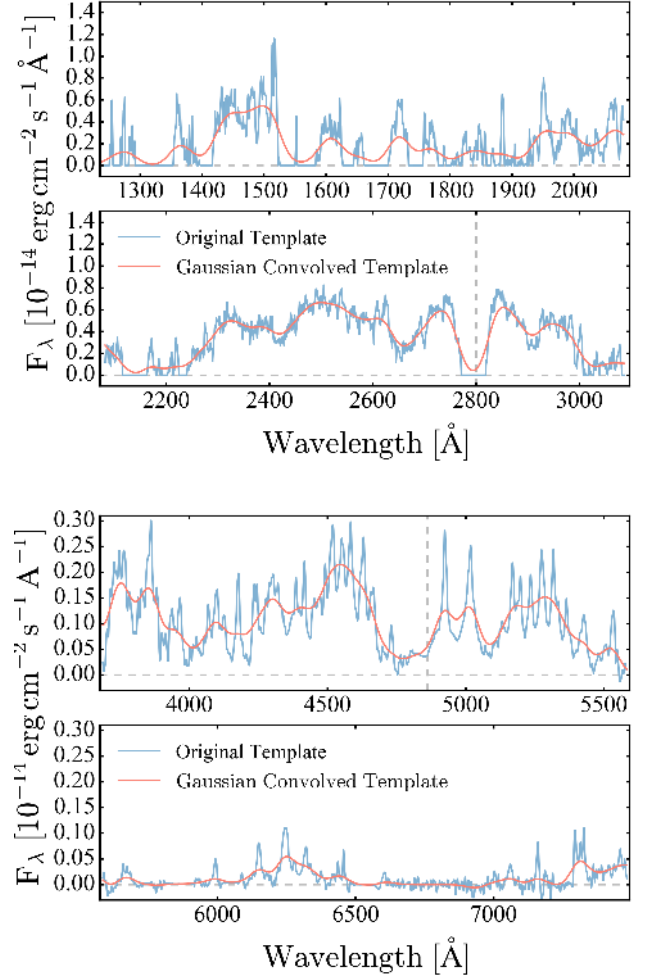 F_λ [10⁻¹⁴ erg cm⁻² s⁻¹ Å⁻¹]
1.4
1.2
1.0
0.8
0.6
0.4
0.2
0.0
1300 1400 1500 1600 1700 1800 1900 2000
1.4
1.2
1.0
0.8
0.6
0.4
0.2
0.0
Original Template
Gaussian Convolved Template
2200 2400 2600 2800 3000
Wavelength [Å]
F_λ [10⁻¹⁴ erg cm⁻² s⁻¹ A⁻¹]
0.30
0.25
0.20
0.15
0.10
0.05
0.00
4000 4500 5000 5500
0.30
0.25
0.20
0.15
0.10
0.05
0.00
Original Template
Gaussian Convolved Template
6000 6500 7000
Wavelength [Å]